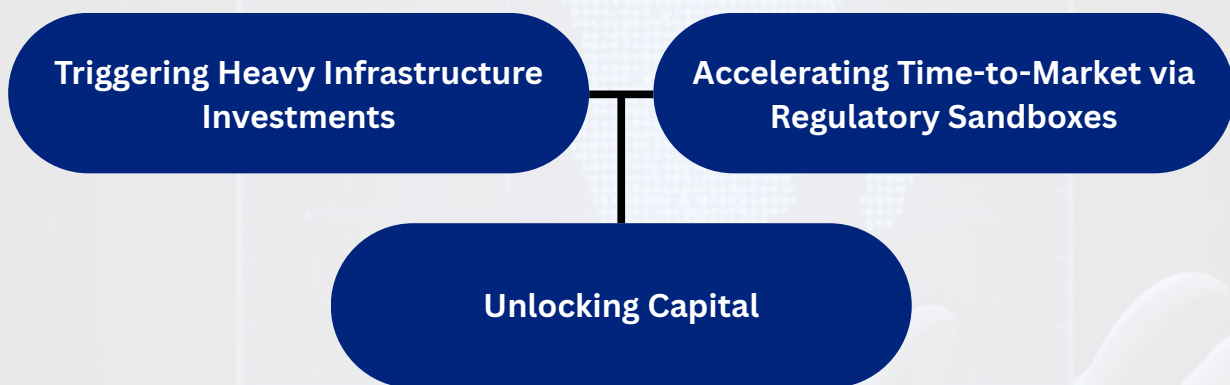 Triggering Heavy Infrastructure
Investments
Accelerating Time-to-Market via
Regulatory Sandboxes
Unlocking Capital